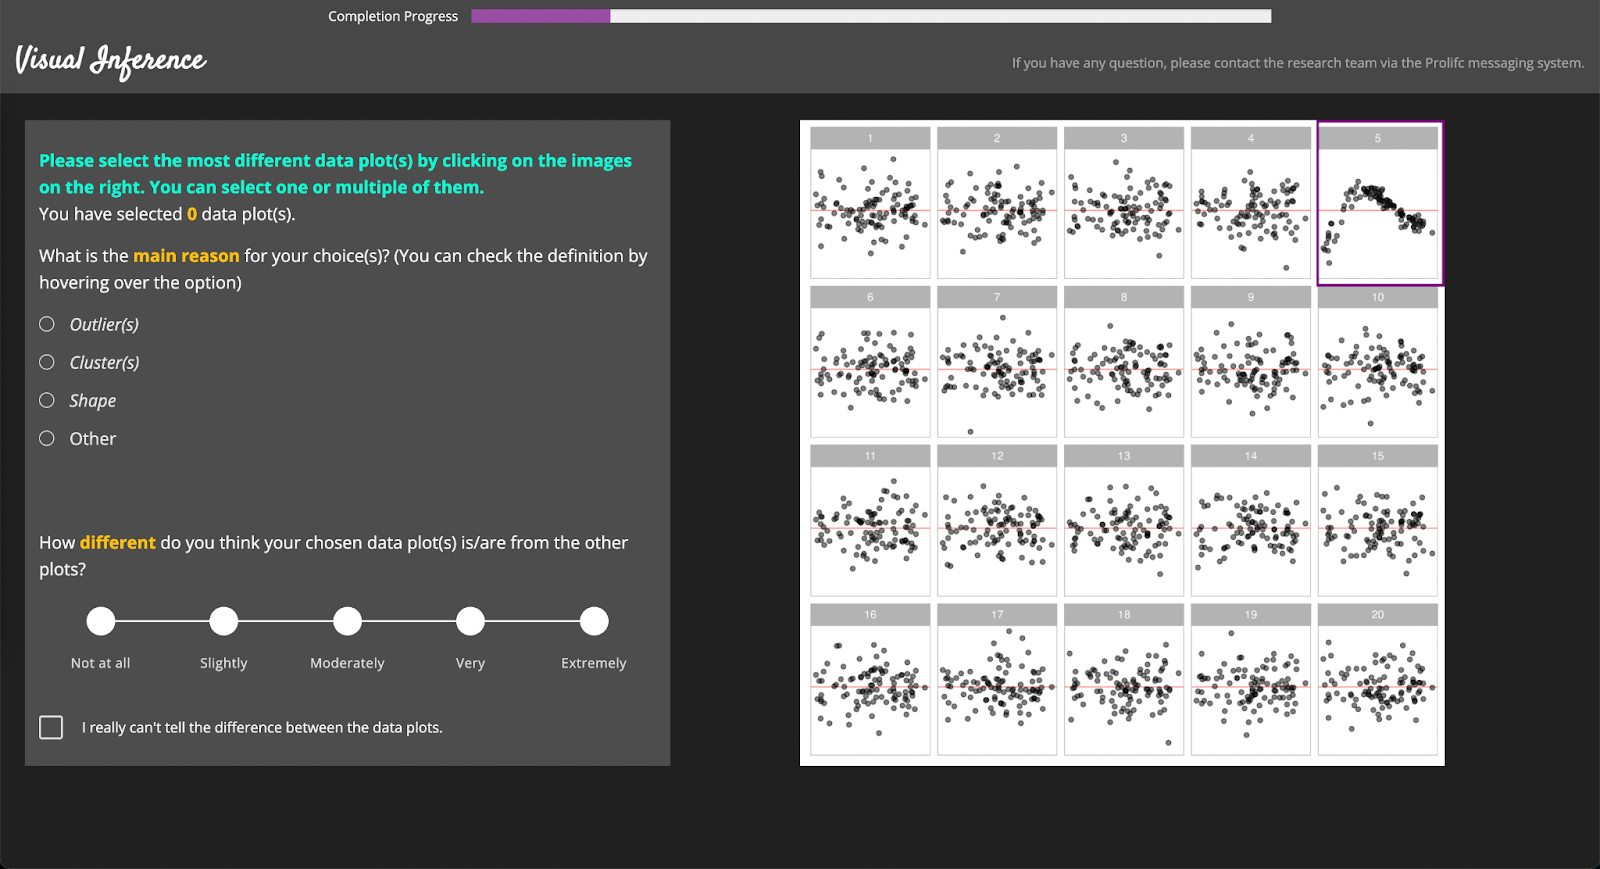 Completion Progress
Visual Inference
If you have any question, please contact the research team via the Prolifc messaging system.
Please select the most different data plot(s) by clicking on the images
on the right. You can select one or multiple of them.
You have selected 0 data plot(s).
What is the main reason for your choice(s)? (You can check the definition by
hovering over the option)
Outlier(s)
Cluster(s)
Shape
Other
How different do you think your chosen data plot(s) is/are from the other
plots?
Not at all Slightly Moderately Very Extremely
I really can't tell the difference between the data plots.
1 2 3 4 5
6 7 8 9 10
11 12 13 14 15
16 17 18 19 20